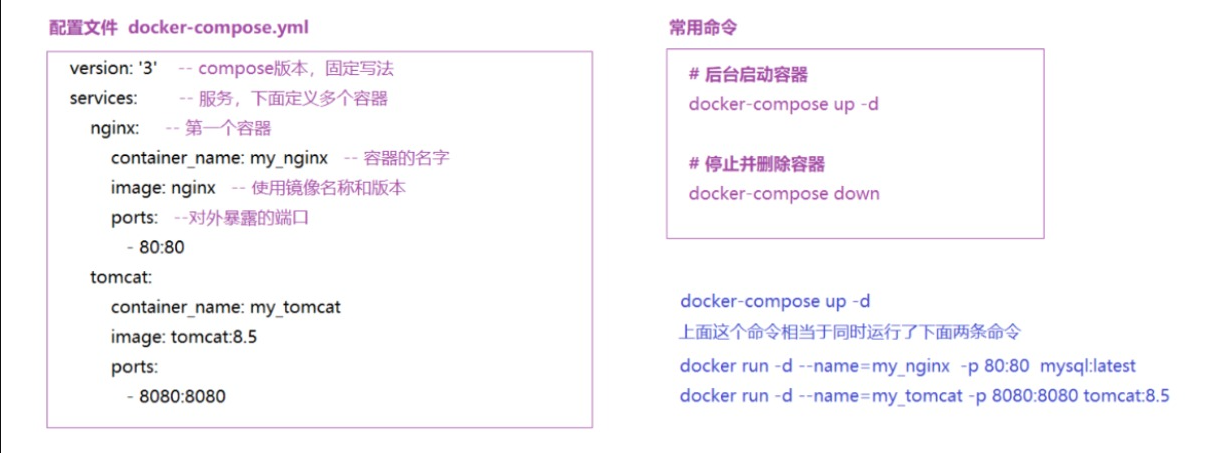 配置文件 docker-compose.yml
version: '3' -- compose版本，固定写法
services: -- 服务，下面定义多个容器
nginx: -- 第一个容器
container_name: my_nginx -- 容器的名字
image: nginx -- 使用镜像名称和版本
ports: --对外暴露的端口
- 80:80
tomcat:
container_name: my_tomcat
image: tomcat:8.5
ports:
- 8080:8080
常用命令
# 后台启动容器
docker-compose up -d
# 停止并删除容器
docker-compose down
docker-compose up -d
上面这个命令相当于同时运行了下面两条命令
docker run -d --name=my_nginx -p 80:80 mysql:latest
docker run -d --name=my_tomcat -p 8080:8080 tomcat:8.5